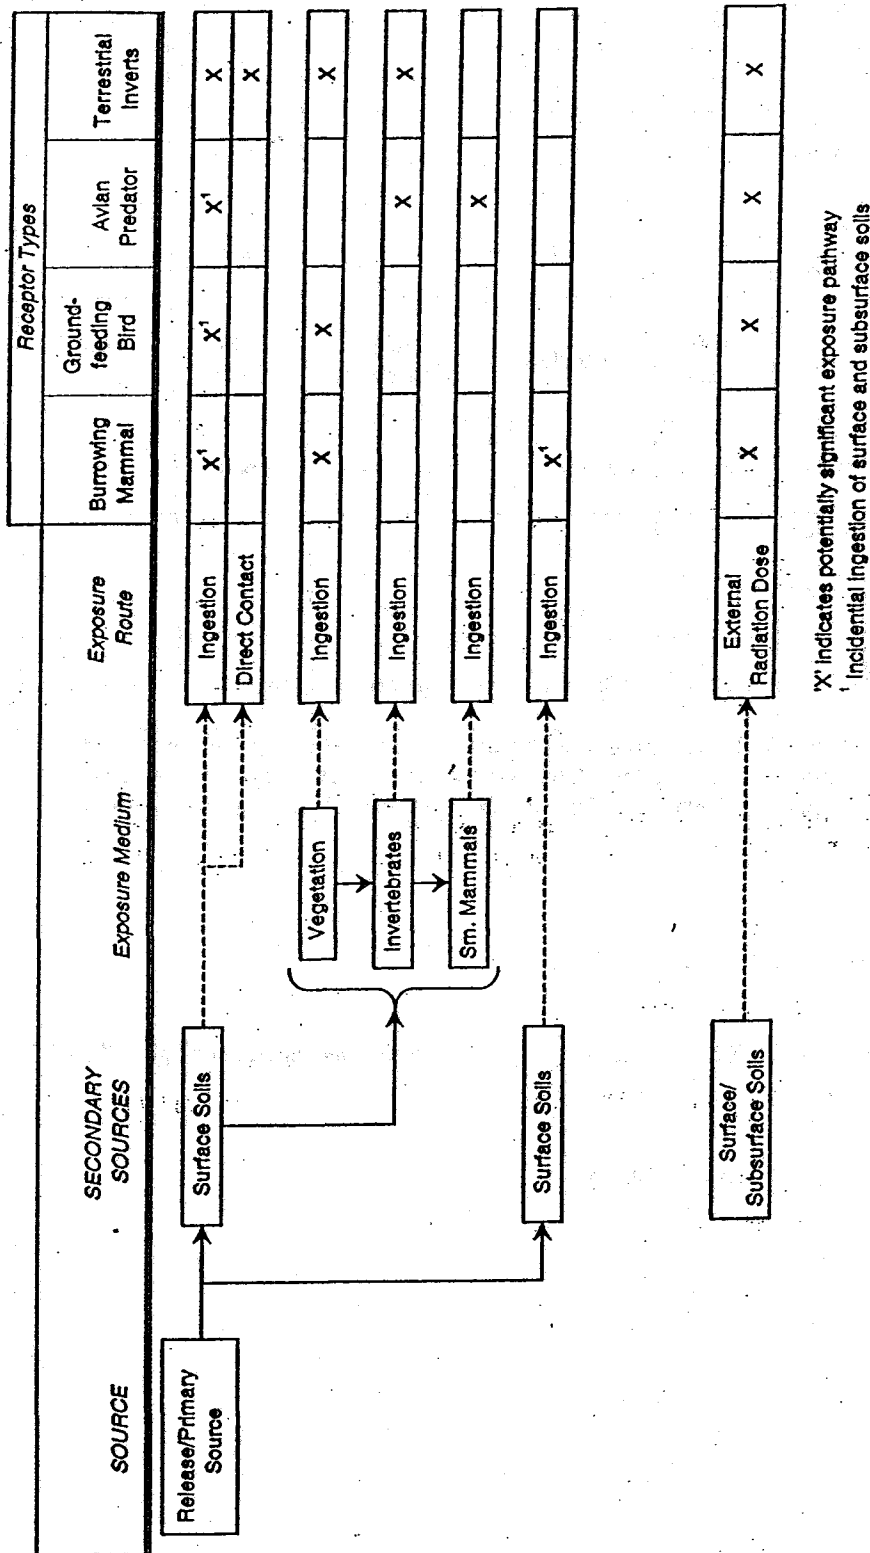 Receptor Types
SOURCE
SECONDARY
SOURCES
Exposure Medium
Exposure
Route
Burrowing
Mammal
Ground-
feeding
Bird
Avian
Predator
Terrestrial
Inverts
Release/Primary
Source
Surface Soils
Ingestion
X¹
X¹
X¹
X
Direct Contact
X
Vegetation
Ingestion
X
X
X
Invertebrates
Ingestion
X
X
Sm. Mammals
Ingestion
X
Surface Soils
Ingestion
X¹
Surface/
Subsurface Soils
External
Radiation Dose
X
X
X
X
'X' indicates potentially significant exposure pathway
¹ Incidential ingestion of surface and subsurface soils